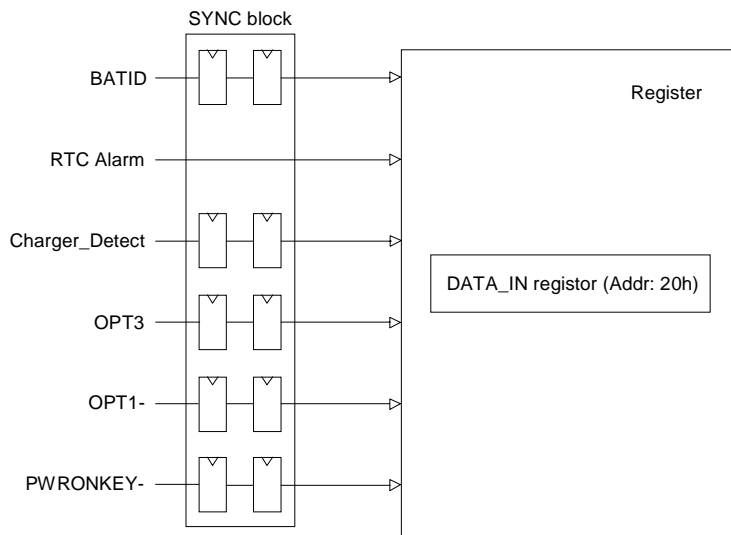 SYNC block
BATID
Register
RTC Alarm
Charger_Detect
DATA_IN registor (Addr: 20h)
OPT3
OPT1-
PWRONKEY-